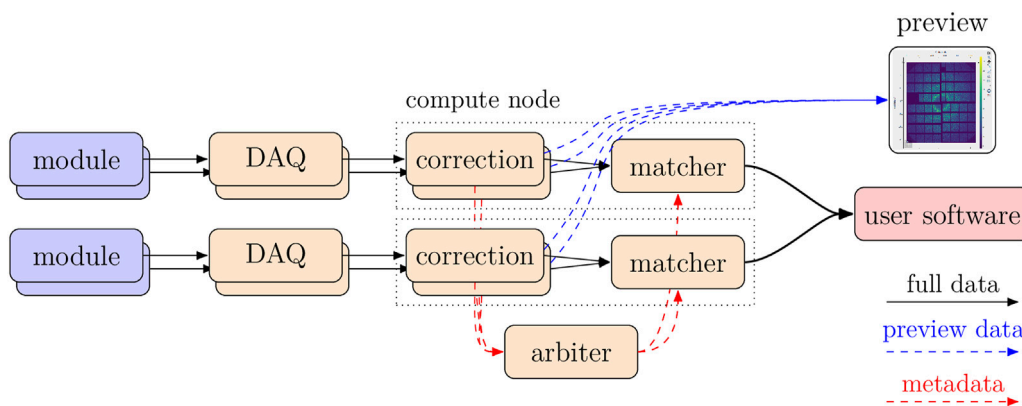 preview
compute node
module
DAQ
correction
matcher
user software
module
DAQ
correction
matcher
arbiter
full data
preview data
metadata